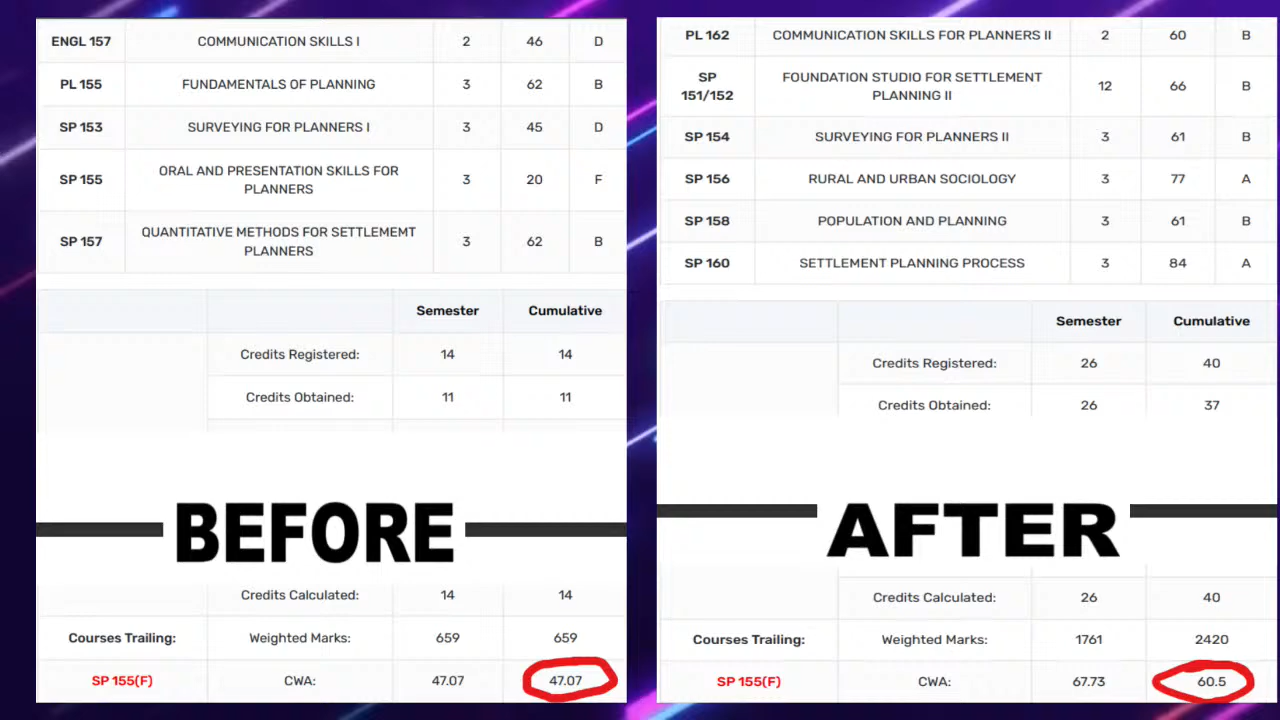 ENGL 157 COMMUNICATION SKILLS I 2 46 D
PL 155 FUNDAMENTALS OF PLANNING 3 62 B
SP 153 SURVEYING FOR PLANNERS I 3 45 D
SP 155 ORAL AND PRESENTATION SKILLS FOR
PLANNERS 3 20 F
SP 157 QUANTITATIVE METHODS FOR SETTLEMEMT
PLANNERS 3 62 B
Semester Cumulative
Credits Registered: 14 14
Credits Obtained: 11 11
BEFORE
Credits Calculated: 14 14
Courses Trailing: Weighted Marks: 659 659
SP 155(F) CWA: 47.07 47.07
PL 162 COMMUNICATION SKILLS FOR PLANNERS II 2 60 B
SP
151/152 FOUNDATION STUDIO FOR SETTLEMENT
PLANNING II 12 66 B
SP 154 SURVEYING FOR PLANNERS II 3 61 B
SP 156 RURAL AND URBAN SOCIOLOGY 3 77 A
SP 158 POPULATION AND PLANNING 3 61 B
SP 160 SETTLEMENT PLANNING PROCESS 3 84 A
Semester Cumulative
Credits Registered: 26 40
Credits Obtained: 26 37
AFTER
Credits Calculated: 26 40
Courses Trailing: Weighted Marks: 1761 2420
SP 155(F) CWA: 67.73 60.5